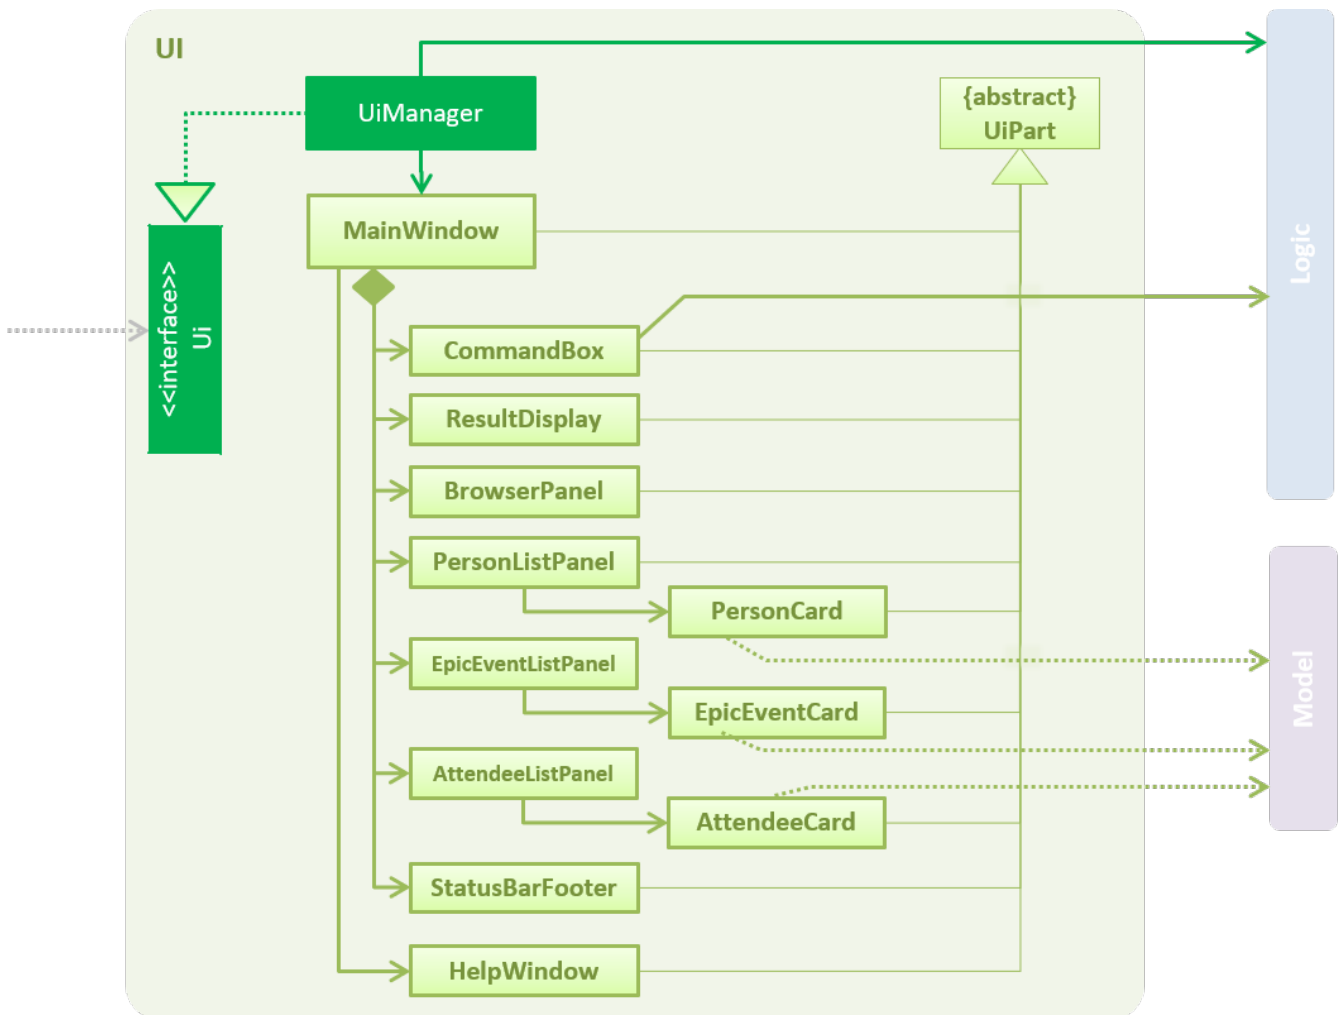 UI
UiManager
{abstract}
UiPart
MainWindow
<<interface>>
Ui
Logic
CommandBox
ResultDisplay
BrowserPanel
PersonListPanel
PersonCard
EpicEventListPanel
EpicEventCard
Model
AttendeeListPanel
AttendeeCard
StatusBarFooter
HelpWindow